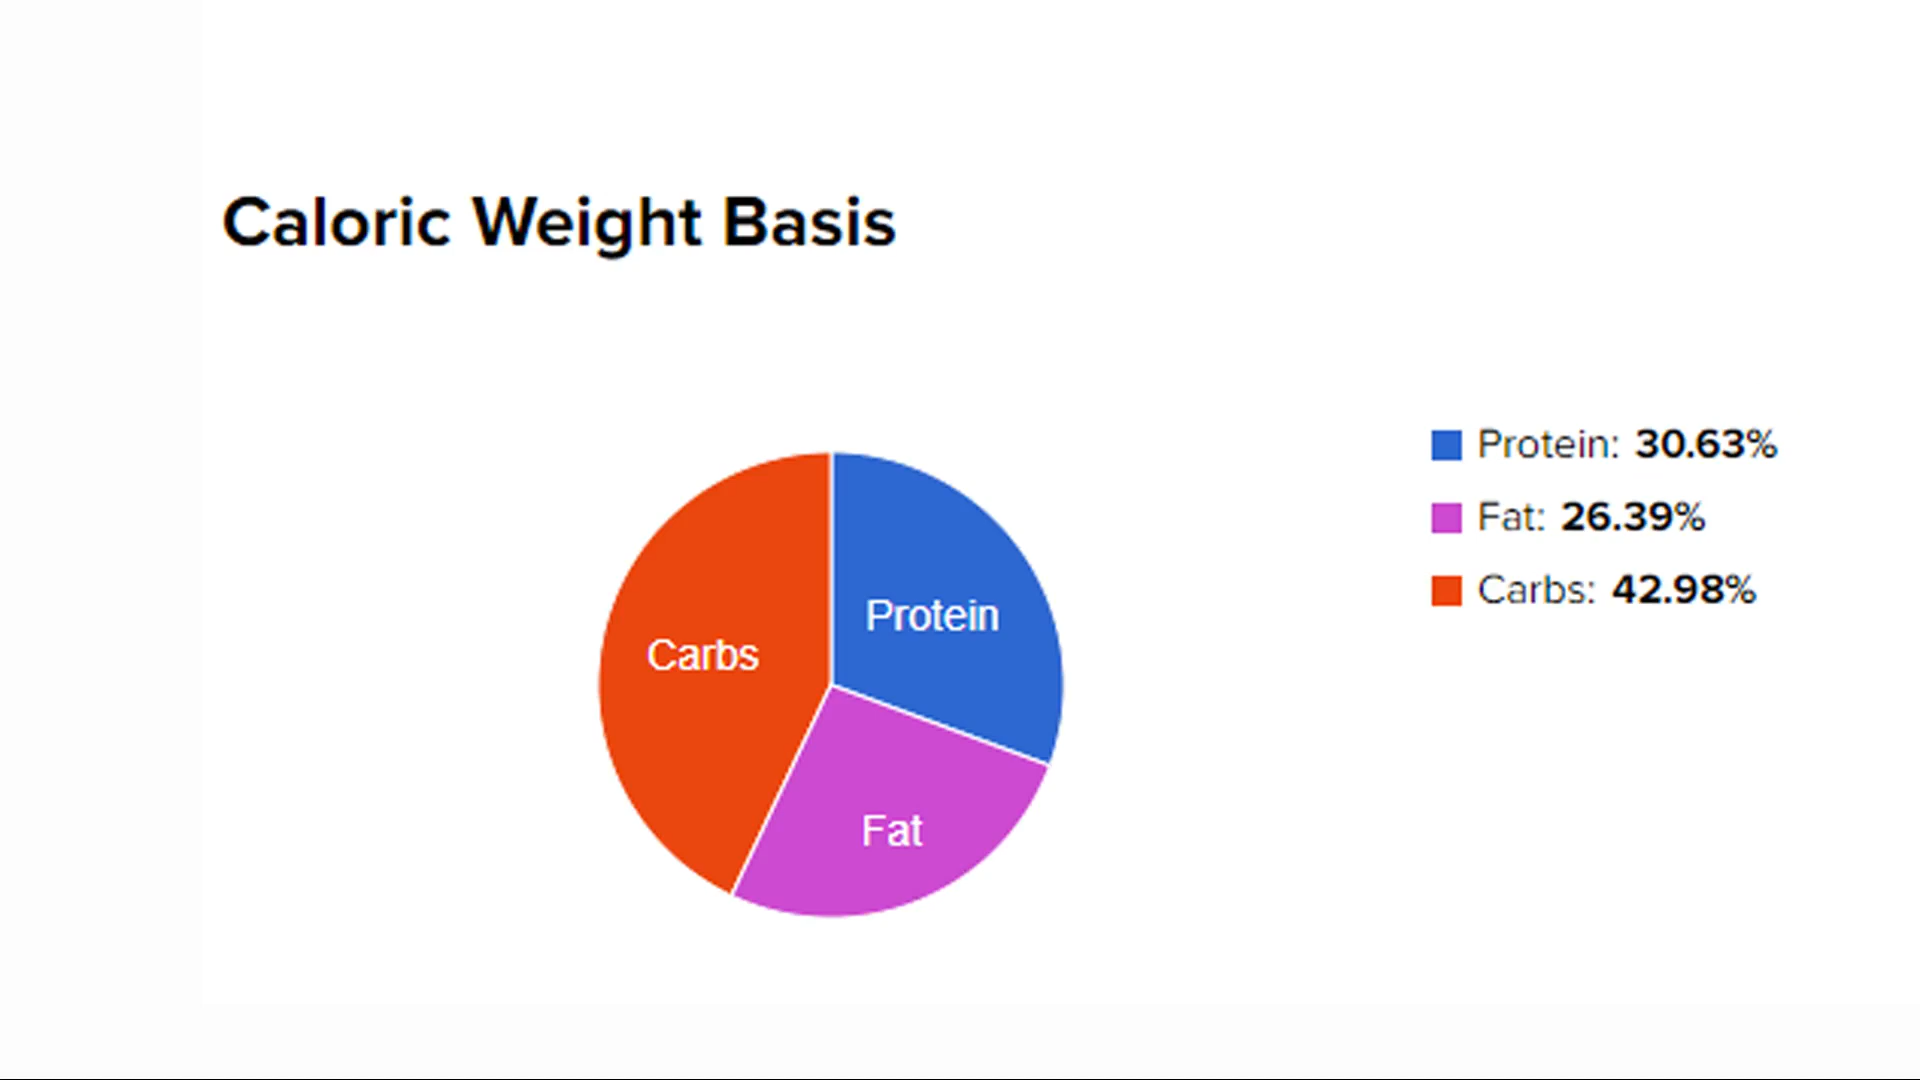 Caloric Weight Basis
Protein: 30.63%
Fat: 26.39%
Carbs: 42.98%
Protein
Carbs
Fat